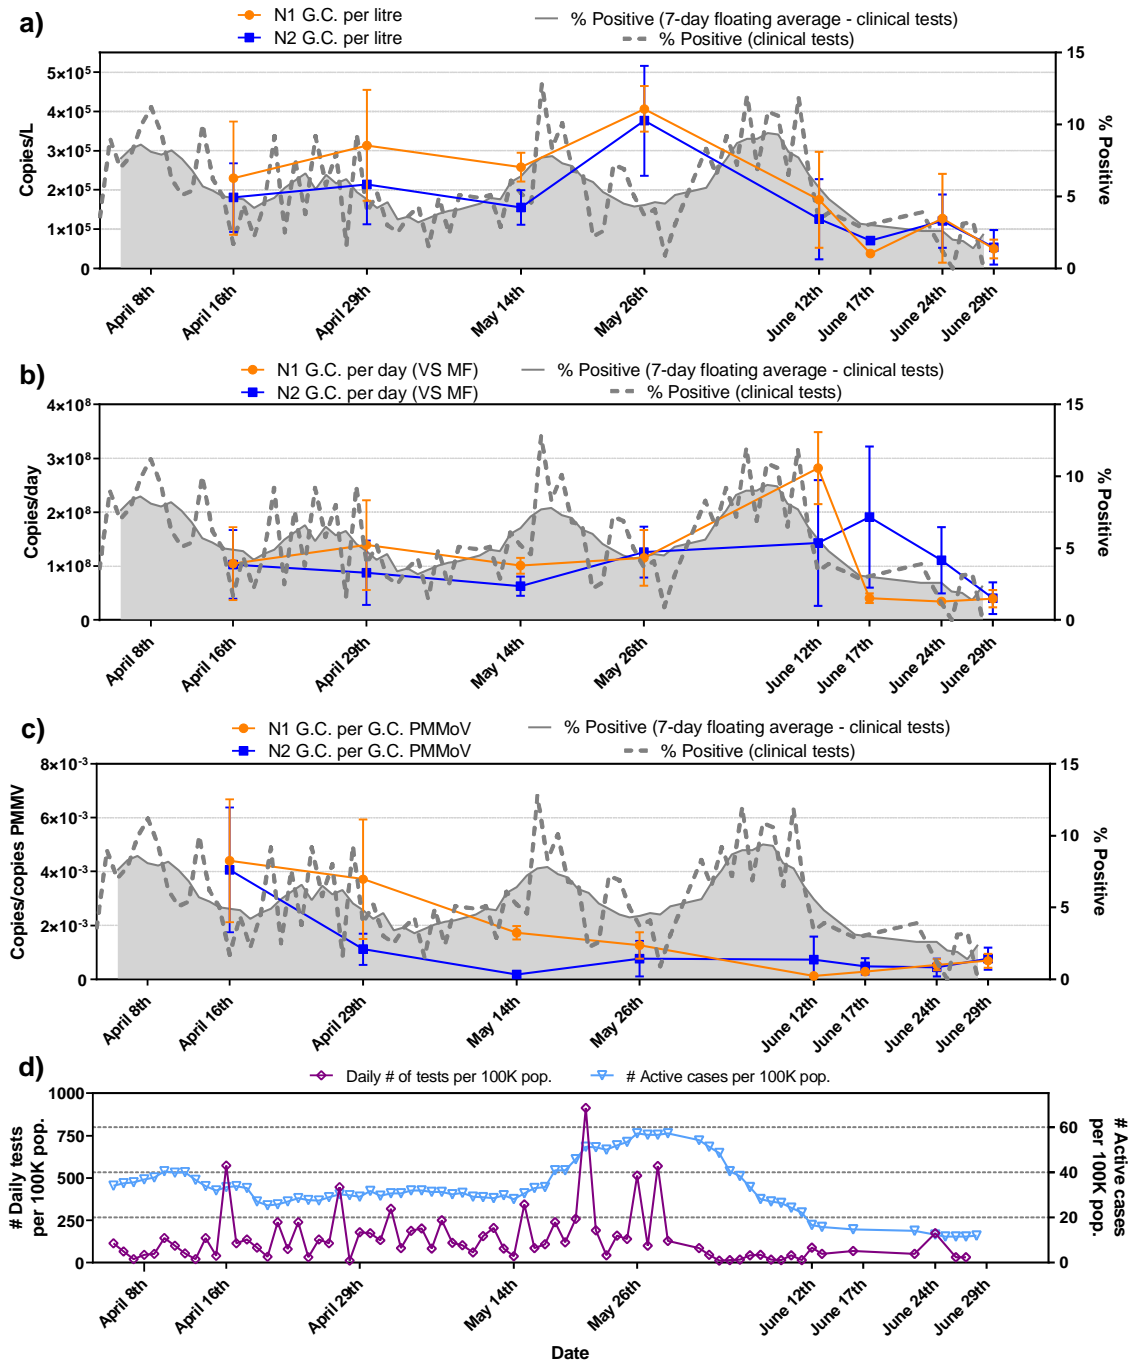 a)
N1 G.C. per litre
N2 G.C. per litre
% Positive (7-day floating average - clinical tests)
% Positive (clinical tests)
Copies/L
5×10⁵
4×10⁵
3×10⁵
2×10⁵
1×10⁵
0
15
10
5
0
% Positive
April 8th
April 16th
April 29th
May 14th
May 26th
June 12th
June 17th
June 24th
June 29th
b)
N1 G.C. per day (VS MF)
N2 G.C. per day (VS MF)
% Positive (7-day floating average - clinical tests)
% Positive (clinical tests)
Copies/day
4×10⁸
3×10⁸
2×10⁸
1×10⁸
0
15
10
5
0
% Positive
April 8th
April 16th
April 29th
May 14th
May 26th
June 12th
June 17th
June 24th
June 29th
c)
N1 G.C. per G.C. PMMoV
N2 G.C. per G.C. PMMoV
% Positive (7-day floating average - clinical tests)
% Positive (clinical tests)
Copies/copies PMMV
8×10⁻³
6×10⁻³
4×10⁻³
2×10⁻³
0
15
10
5
0
% Positive
April 8th
April 16th
April 29th
May 14th
May 26th
June 12th
June 17th
June 24th
June 29th
d)
Daily # of tests per 100K pop.
# Active cases per 100K pop.
# Daily tests
per 100K pop.
1000
750
500
250
0
60
40
20
0
# Active cases
per 100K pop.
April 8th
April 16th
April 29th
May 14th
May 26th
June 12th
June 17th
June 24th
June 29th
Date